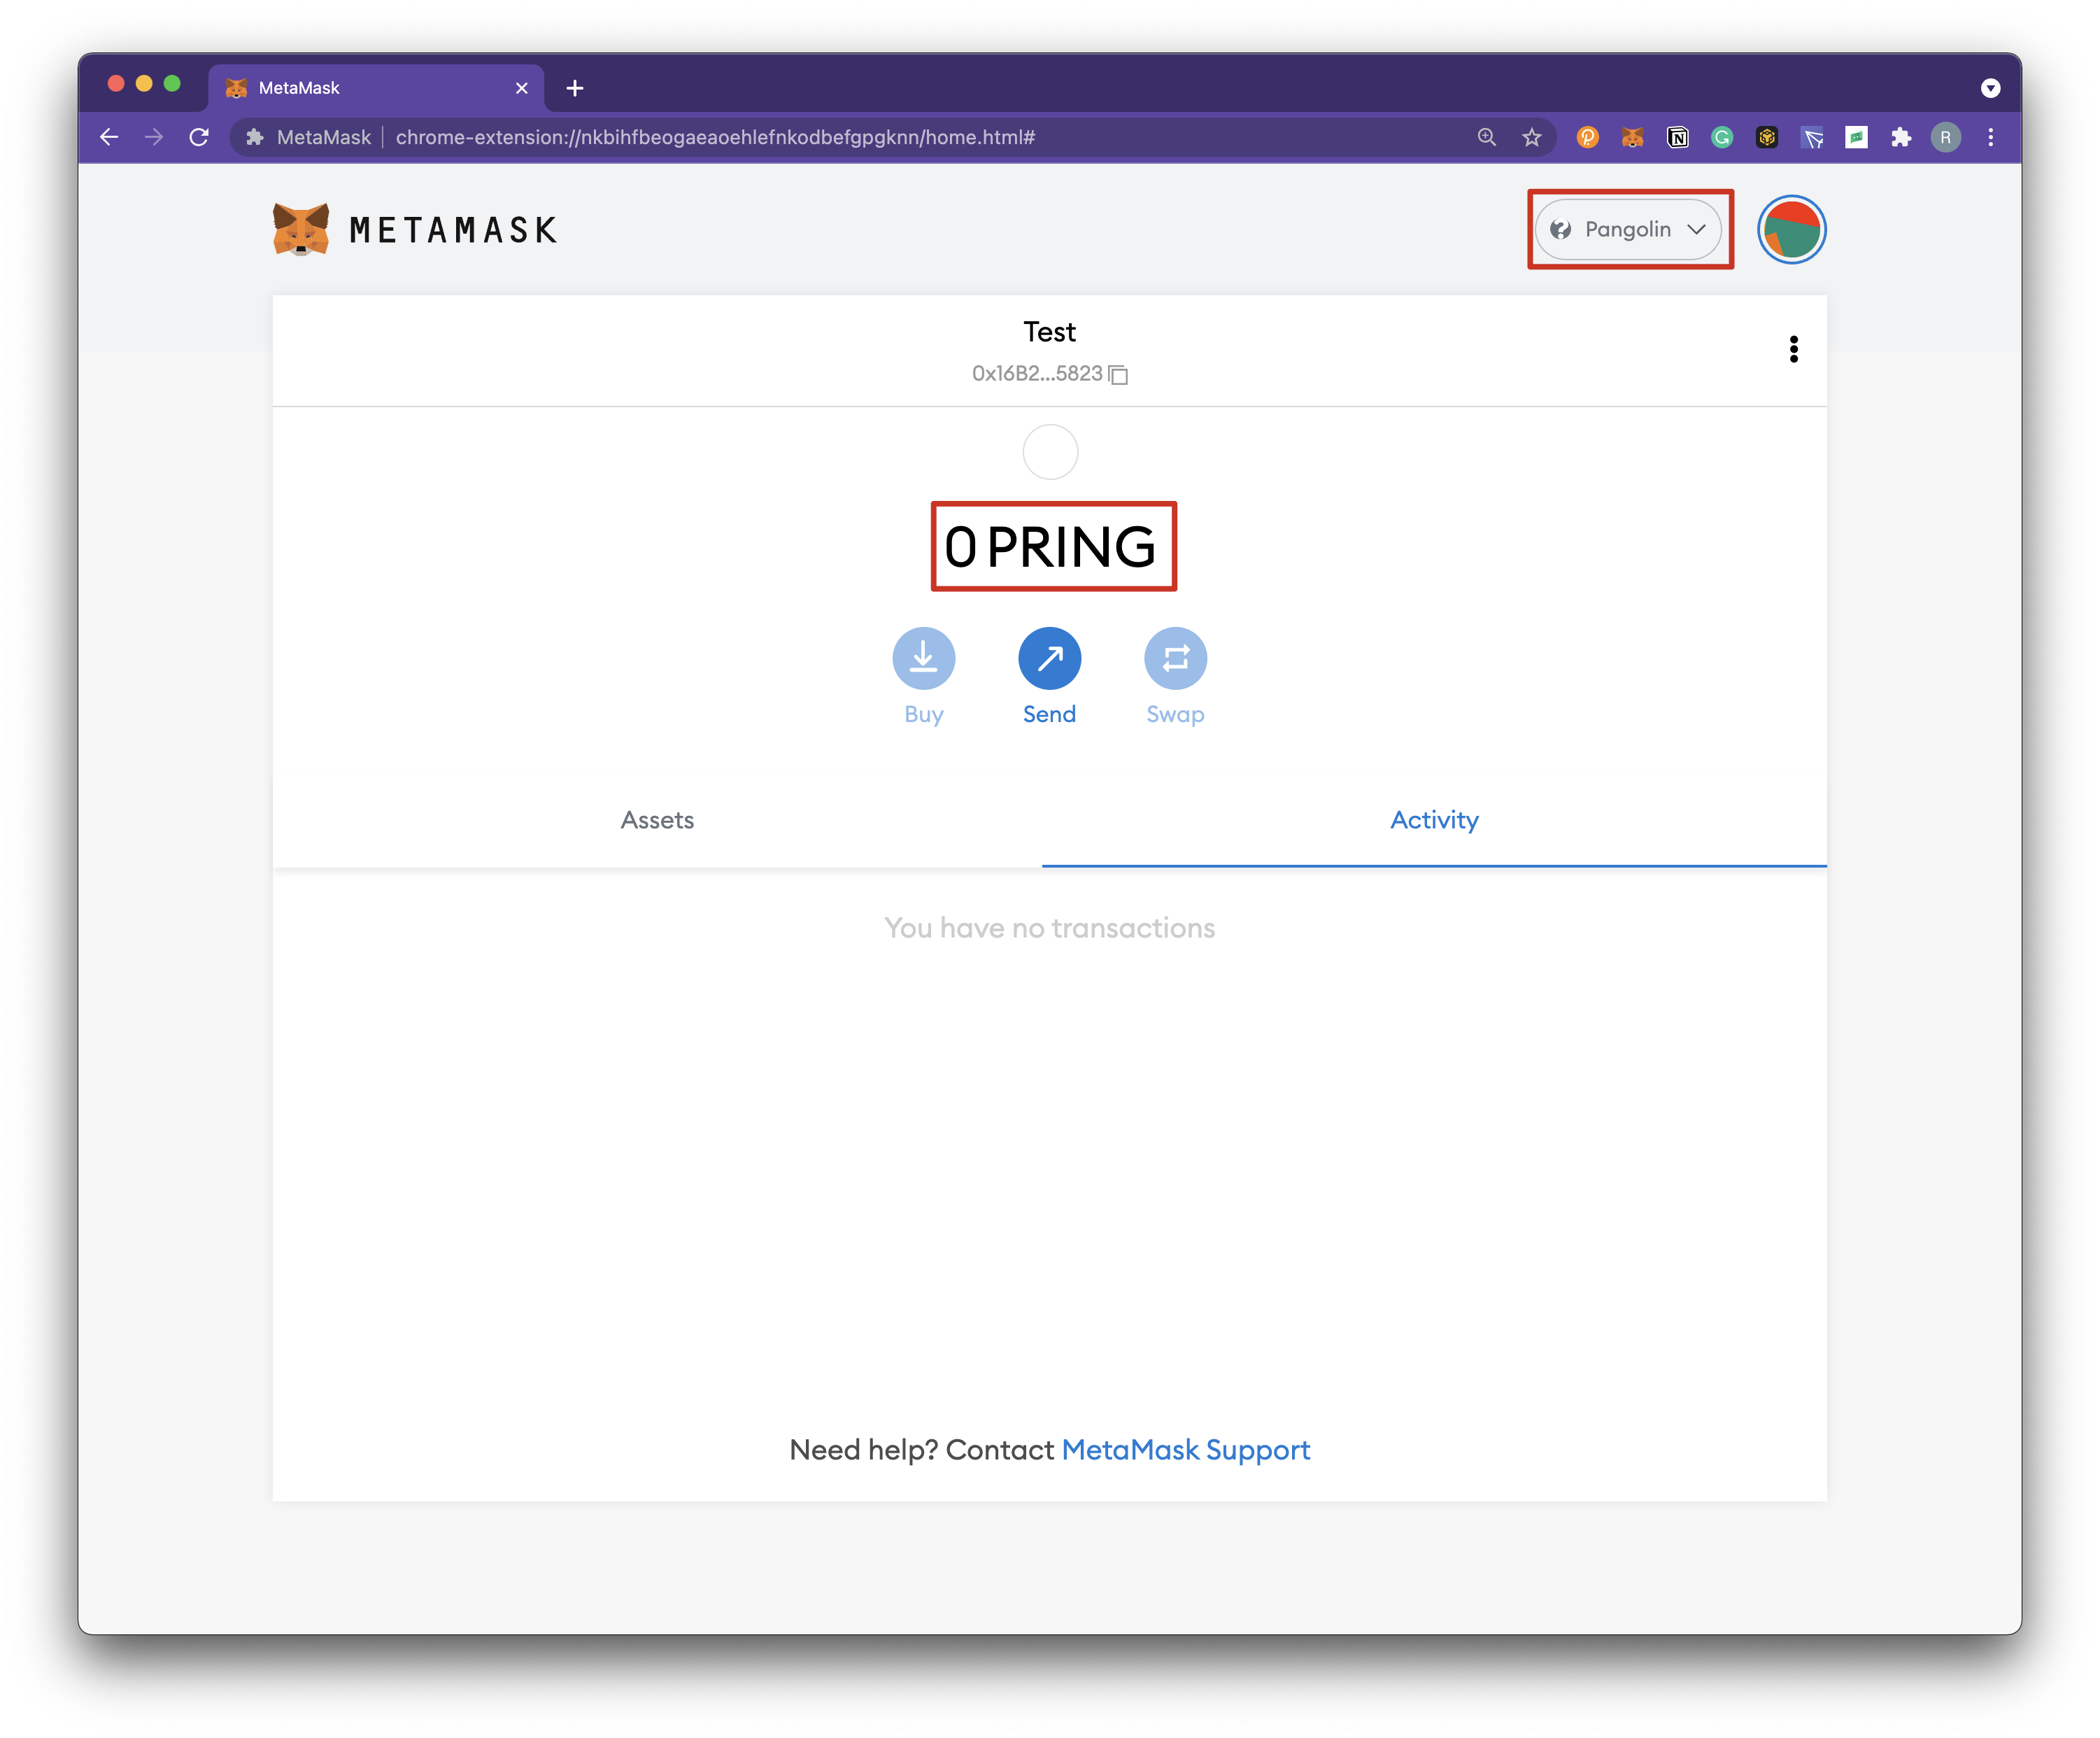 MetaMask
MetaMask chrome-extension://nkbihfbeogaeaoehlefnkodbefgpgknn/home.html#
R
METAMASK
Pangolin
Test
0x16B2...5823
0 PRING
Buy Send Swap
Assets Activity
You have no transactions
Need help? Contact MetaMask Support